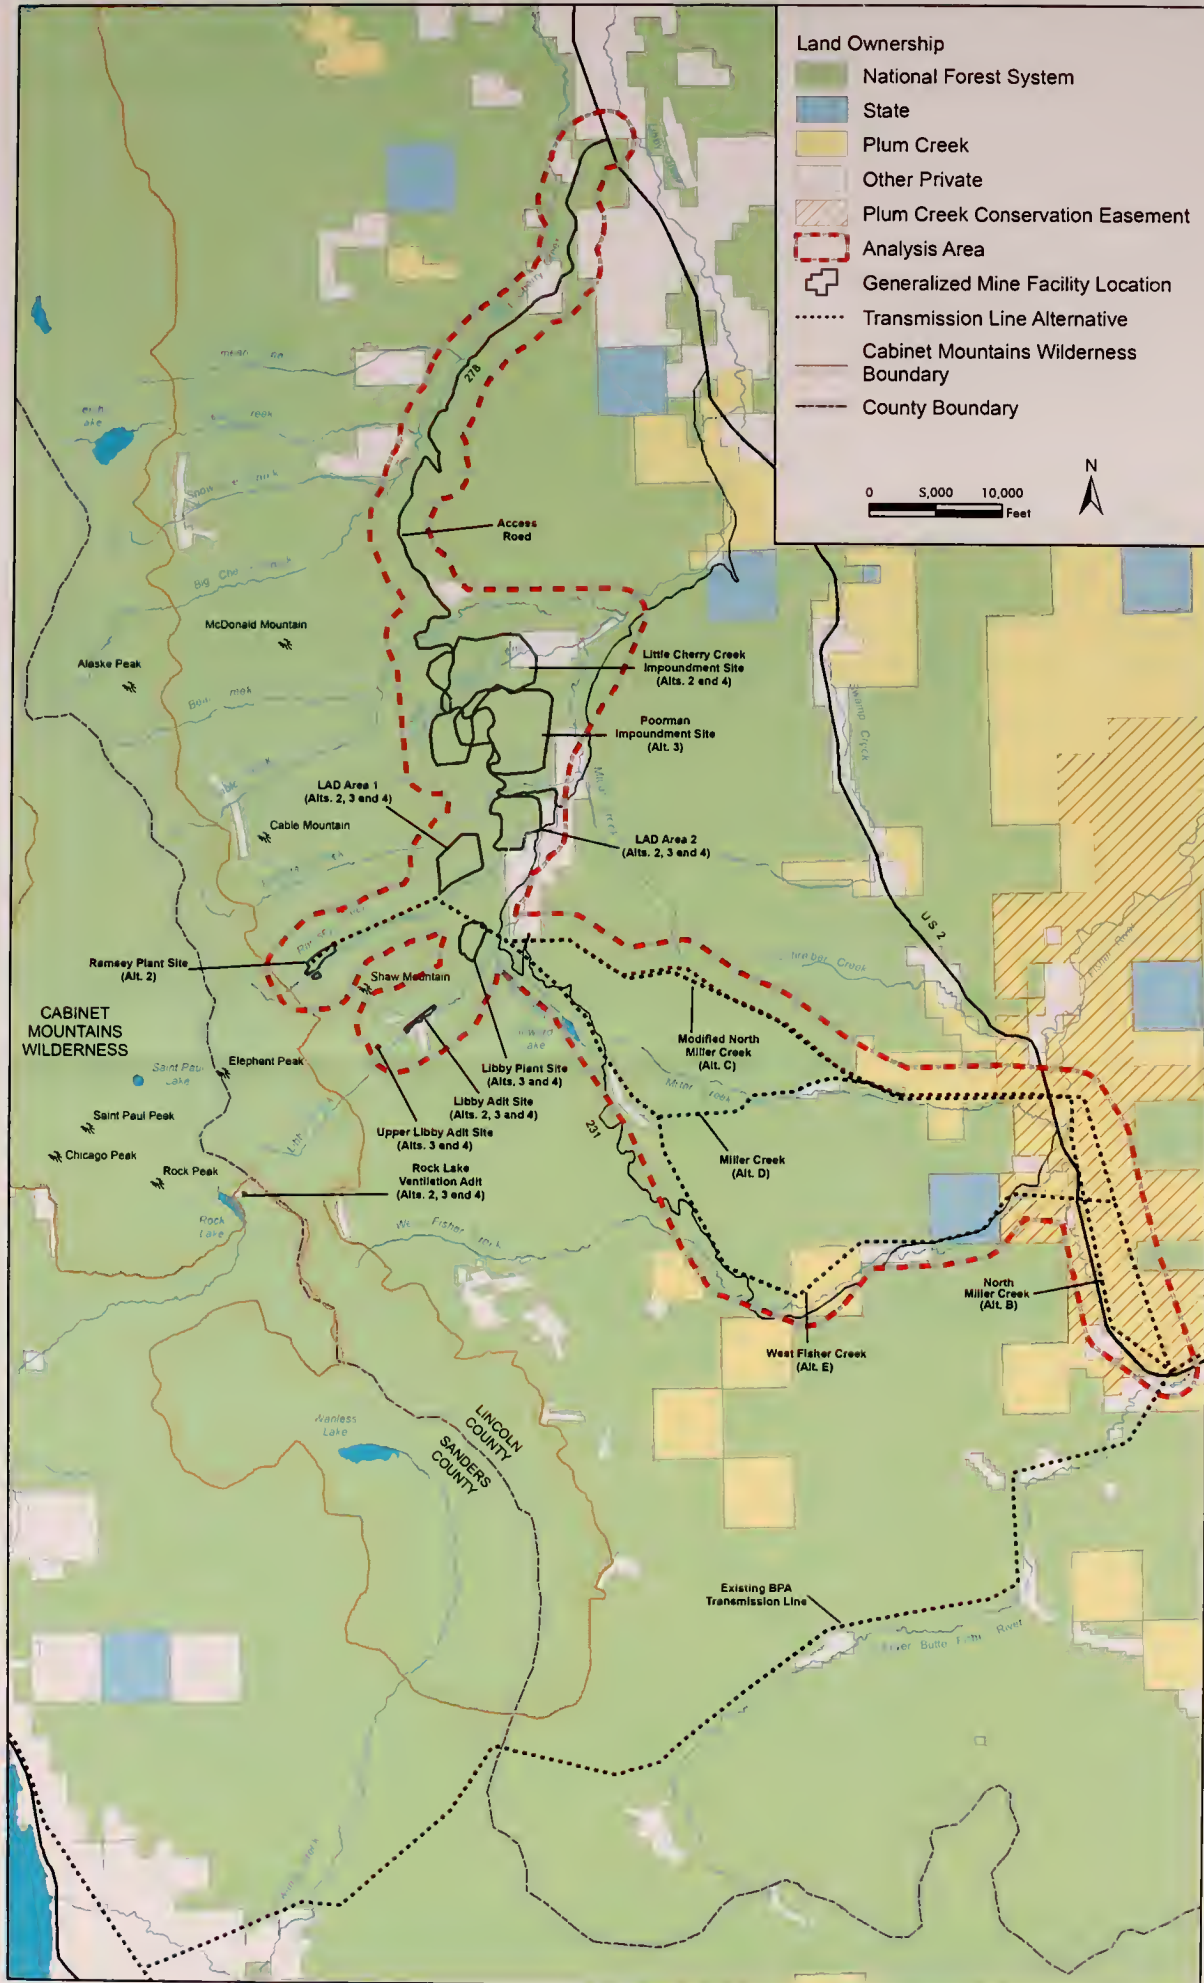 Land Ownership
National Forest System
State
Plum Creek
Other Private
Plum Creek Conservation Easement
Analysis Area
Generalized Mine Facility Location
Transmission Line Alternative
Cabinet Mountains Wilderness
Boundary
County Boundary
N
0 5,000 10,000
Feet
278
Access
Road
McDonald Mountain
Alaska Peak
Little Cherry Creek
Impoundment Site
(Alts. 2 and 4)
Poorman
Impoundment Site
(Alt. 3)
Swamp Creek
LAD Area 1
(Alts. 2, 3 and 4)
Cable Mountain
LAD Area 2
(Alts. 2, 3 and 4)
US 2
Fisher River
Ramsey Plant Site
(Alt. 2)
Shaw Mountain
CABINET
MOUNTAINS
WILDERNESS
Modified North
Miller Creek
(Alt. C)
Elephant Peak
Saint Paul
Lake
Libby Plant Site
(Alts. 3 and 4)
Libby Adit Site
(Alts. 2, 3 and 4)
Saint Paul Peak
Upper Libby Adit Site
(Alts. 3 and 4)
231
Chicago Peak
Miller Creek
(Alt. D)
Rock Peak
Rock Lake
Ventilation Adit
(Alts. 2, 3 and 4)
Rock
Lake
North
Miller Creek
(Alt. B)
West Fisher Creek
(Alt. E)
Wanless
Lake
LINCOLN
COUNTY
SANDERS
COUNTY
Existing BPA
Transmission Line
River